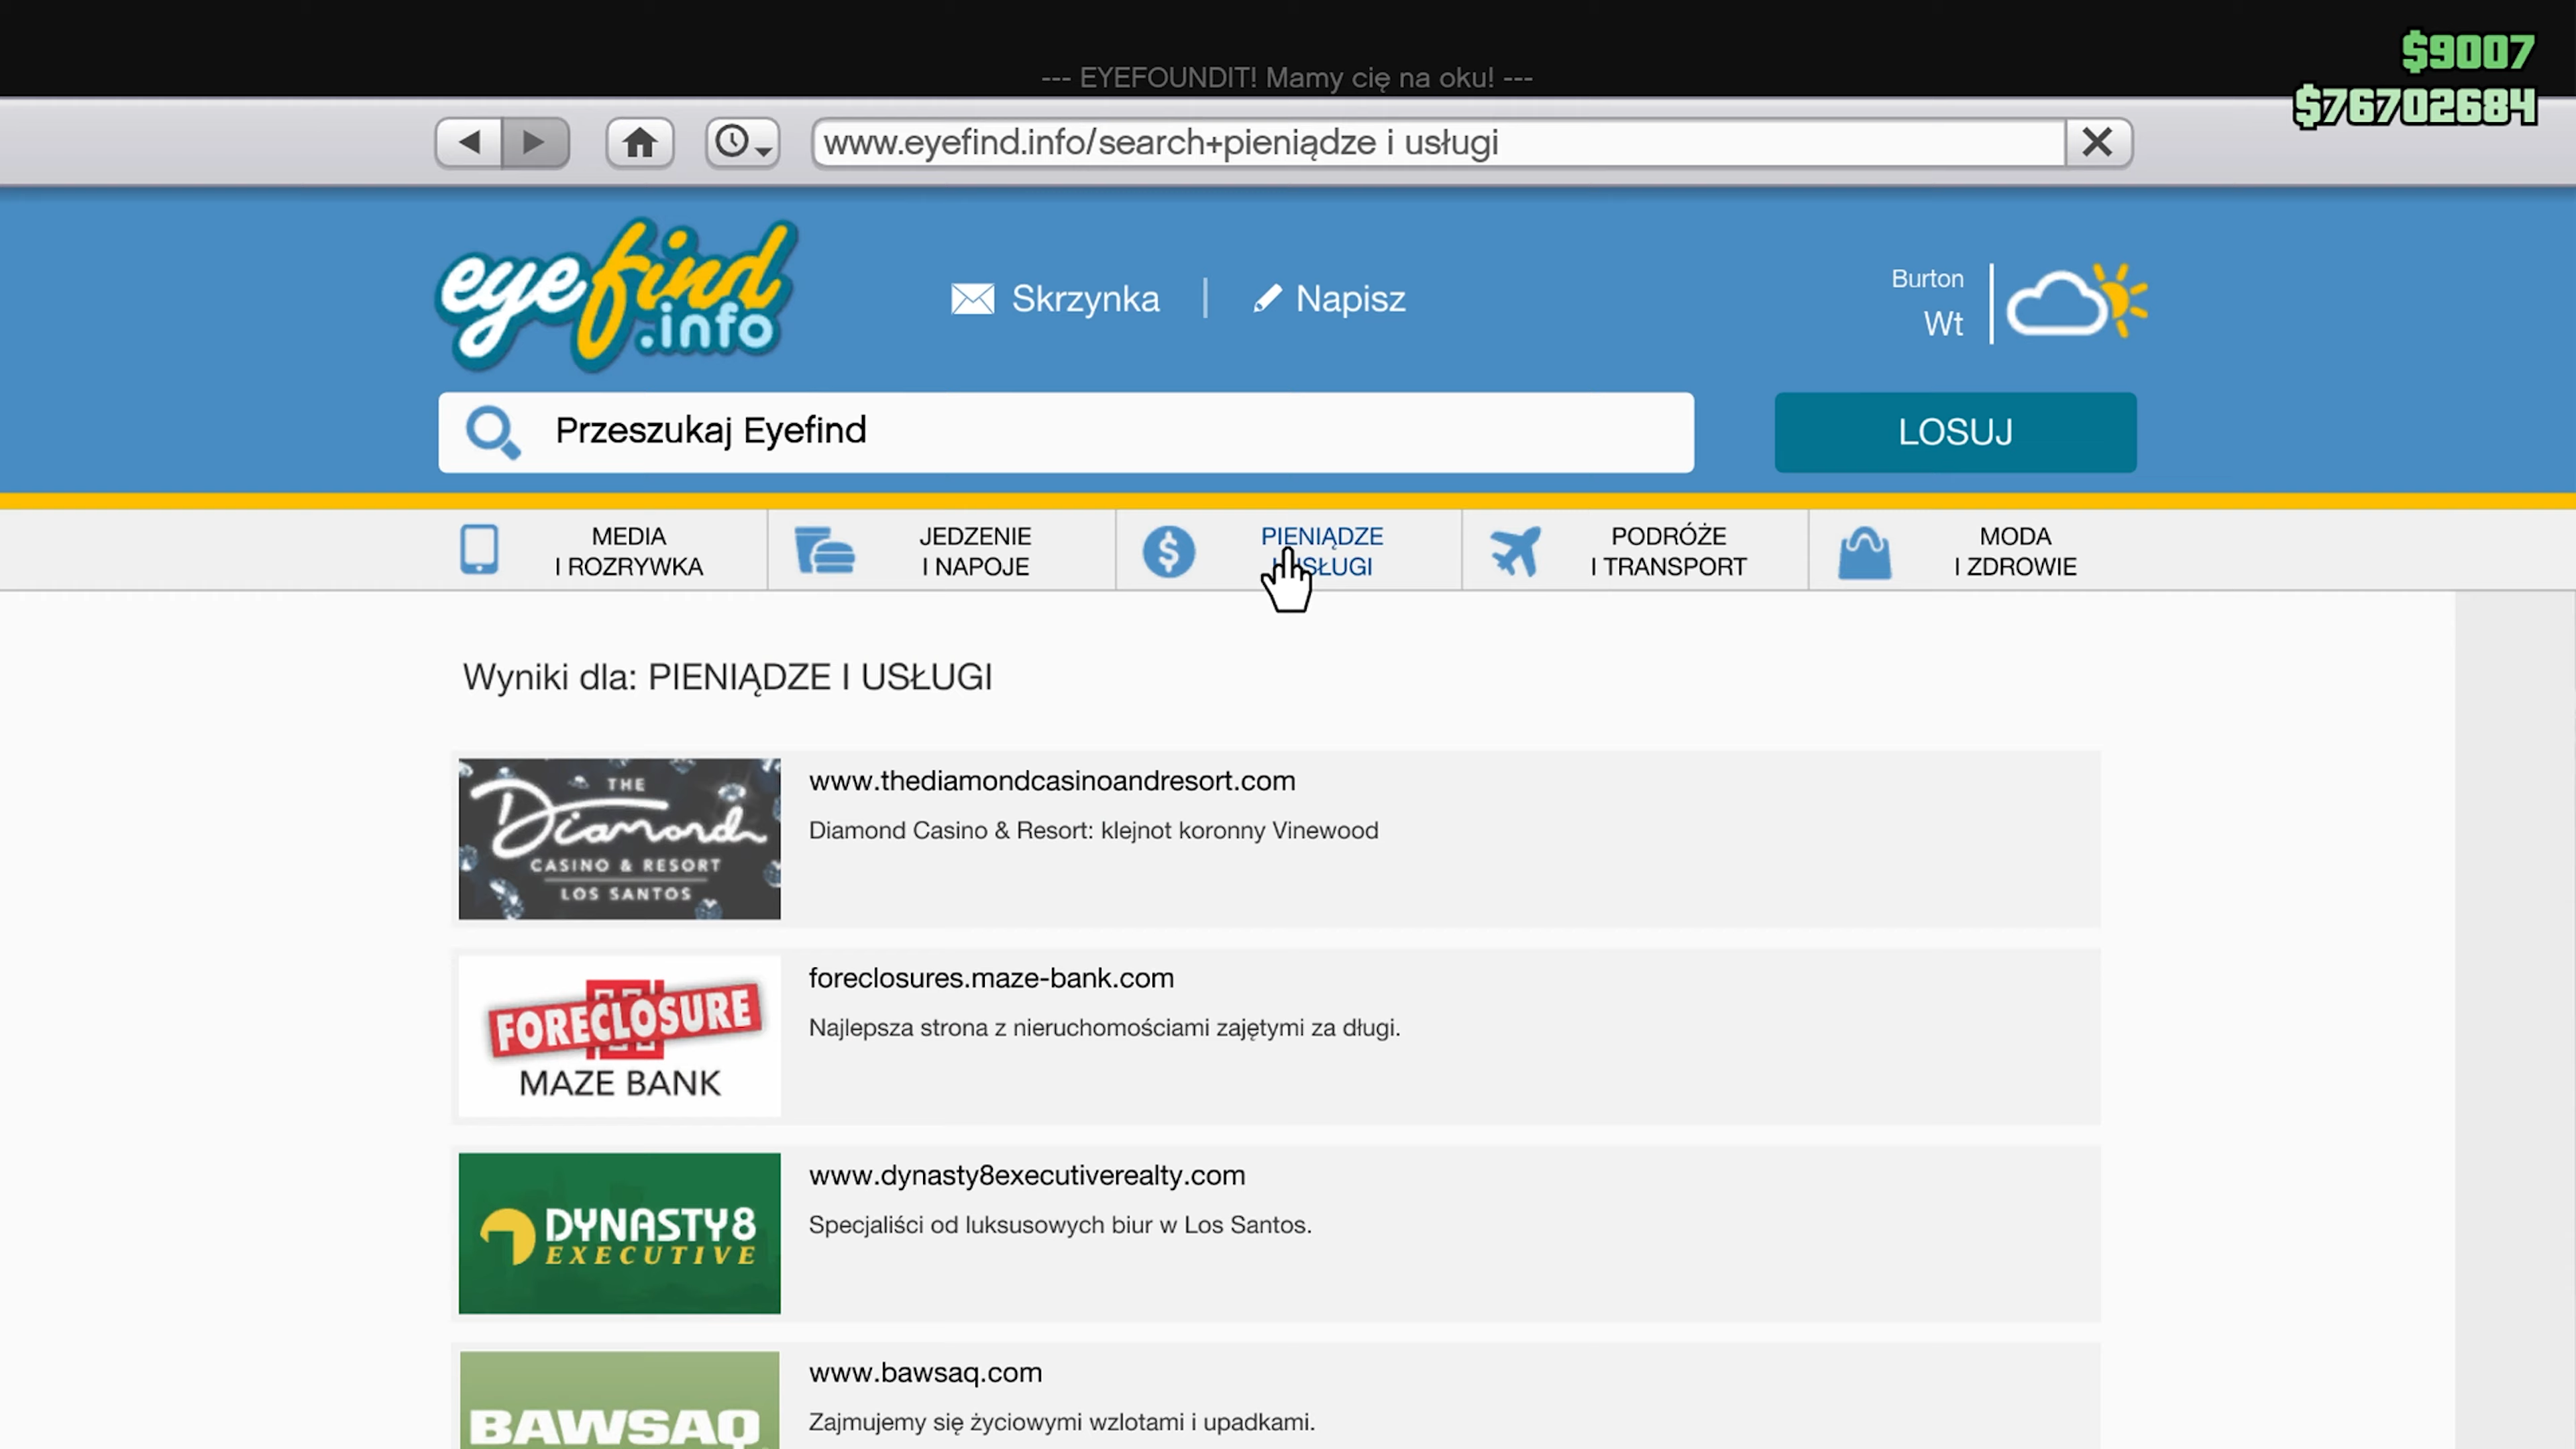 $9007
--- EYEFOUNDIT! Mamy cię na oku! ---
$76702684
www.eyefind.info/search+pieniądze i usługi
eyefind
.info
Skrzynka | Napisz
Burton
Wt
Przeszukaj Eyefind
LOSUJ
MEDIA
I ROZRYWKA
JEDZENIE
I NAPOJE
PIENIĄDZE
I USŁUGI
PODRÓŻE
I TRANSPORT
MODA
I ZDROWIE
Wyniki dla: PIENIĄDZE I USŁUGI
THE
Diamond
CASINO & RESORT
LOS SANTOS
www.thediamondcasinoandresort.com
Diamond Casino & Resort: klejnot koronny Vinewood
FORECLOSURE
MAZE BANK
foreclosures.maze-bank.com
Najlepsza strona z nieruchomościami zajętymi za długi.
DYNASTY8
EXECUTIVE
www.dynasty8executiverealty.com
Specjaliści od luksusowych biur w Los Santos.
BAWSAQ
www.bawsaq.com
Zajmujemy się życiowymi wzlotami i upadkami.